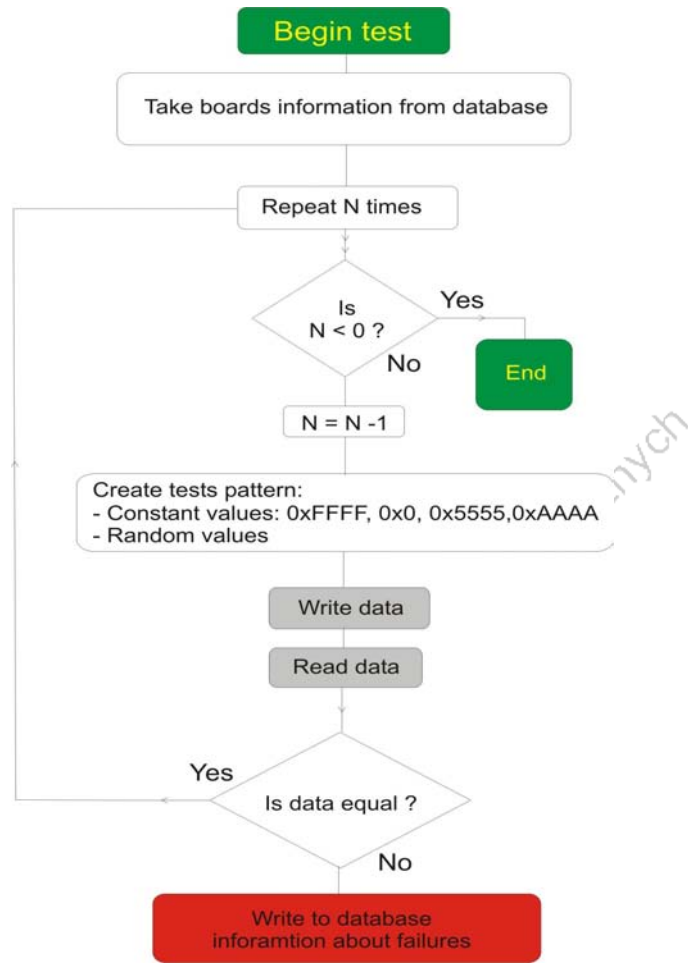 Begin test
Take boards information from database
Repeat N times
Is
N < 0 ?
Yes
No
End
N = N -1
Create tests pattern:
- Constant values: 0xFFFF, 0x0, 0x5555,0xAAAA
- Random values
Write data
Read data
Yes
Is data equal ?
No
Write to database
inforamtion about failures